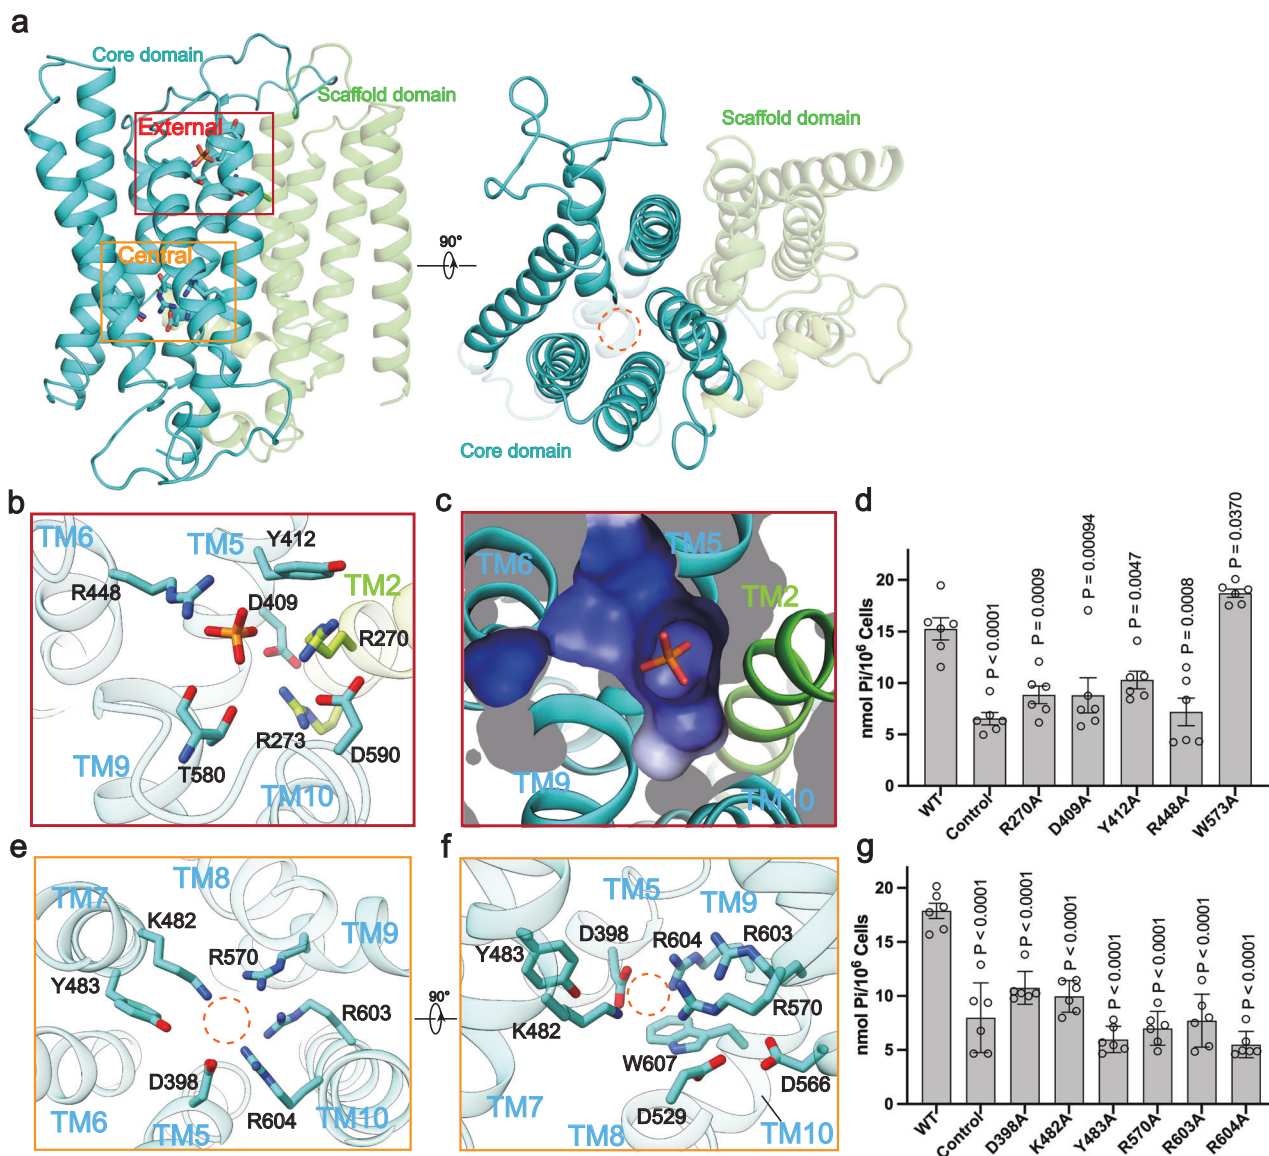 a
Core domain
Scaffold domain
External
Central
90°
Scaffold domain
Core domain
b
TM6
TM5
Y412
R448
D409
TM2
R270
R273
D590
TM9
T580
TM10
c
TM5
TM6
TM2
TM9
TM10
d
nmol Pi/10⁶ Cells
20
15
10
5
0
P < 0.0001
P = 0.0009
P = 0.00094
P = 0.0047
P = 0.0008
P = 0.0370
WT
Control
R270A
D409A
Y412A
R448A
W573A
e
TM8
TM7
K482
TM9
R570
Y483
R603
D398
R604
TM6
TM5
TM10
90°
f
TM5
TM9
D398
R604
R603
Y483
K482
R570
W607
D566
D529
TM7
TM8
TM10
g
nmol Pi/10⁶ Cells
20
15
10
5
0
P < 0.0001
P < 0.0001
P < 0.0001
P < 0.0001
P < 0.0001
P < 0.0001
P < 0.0001
WT
Control
D398A
K482A
Y483A
R570A
R603A
R604A